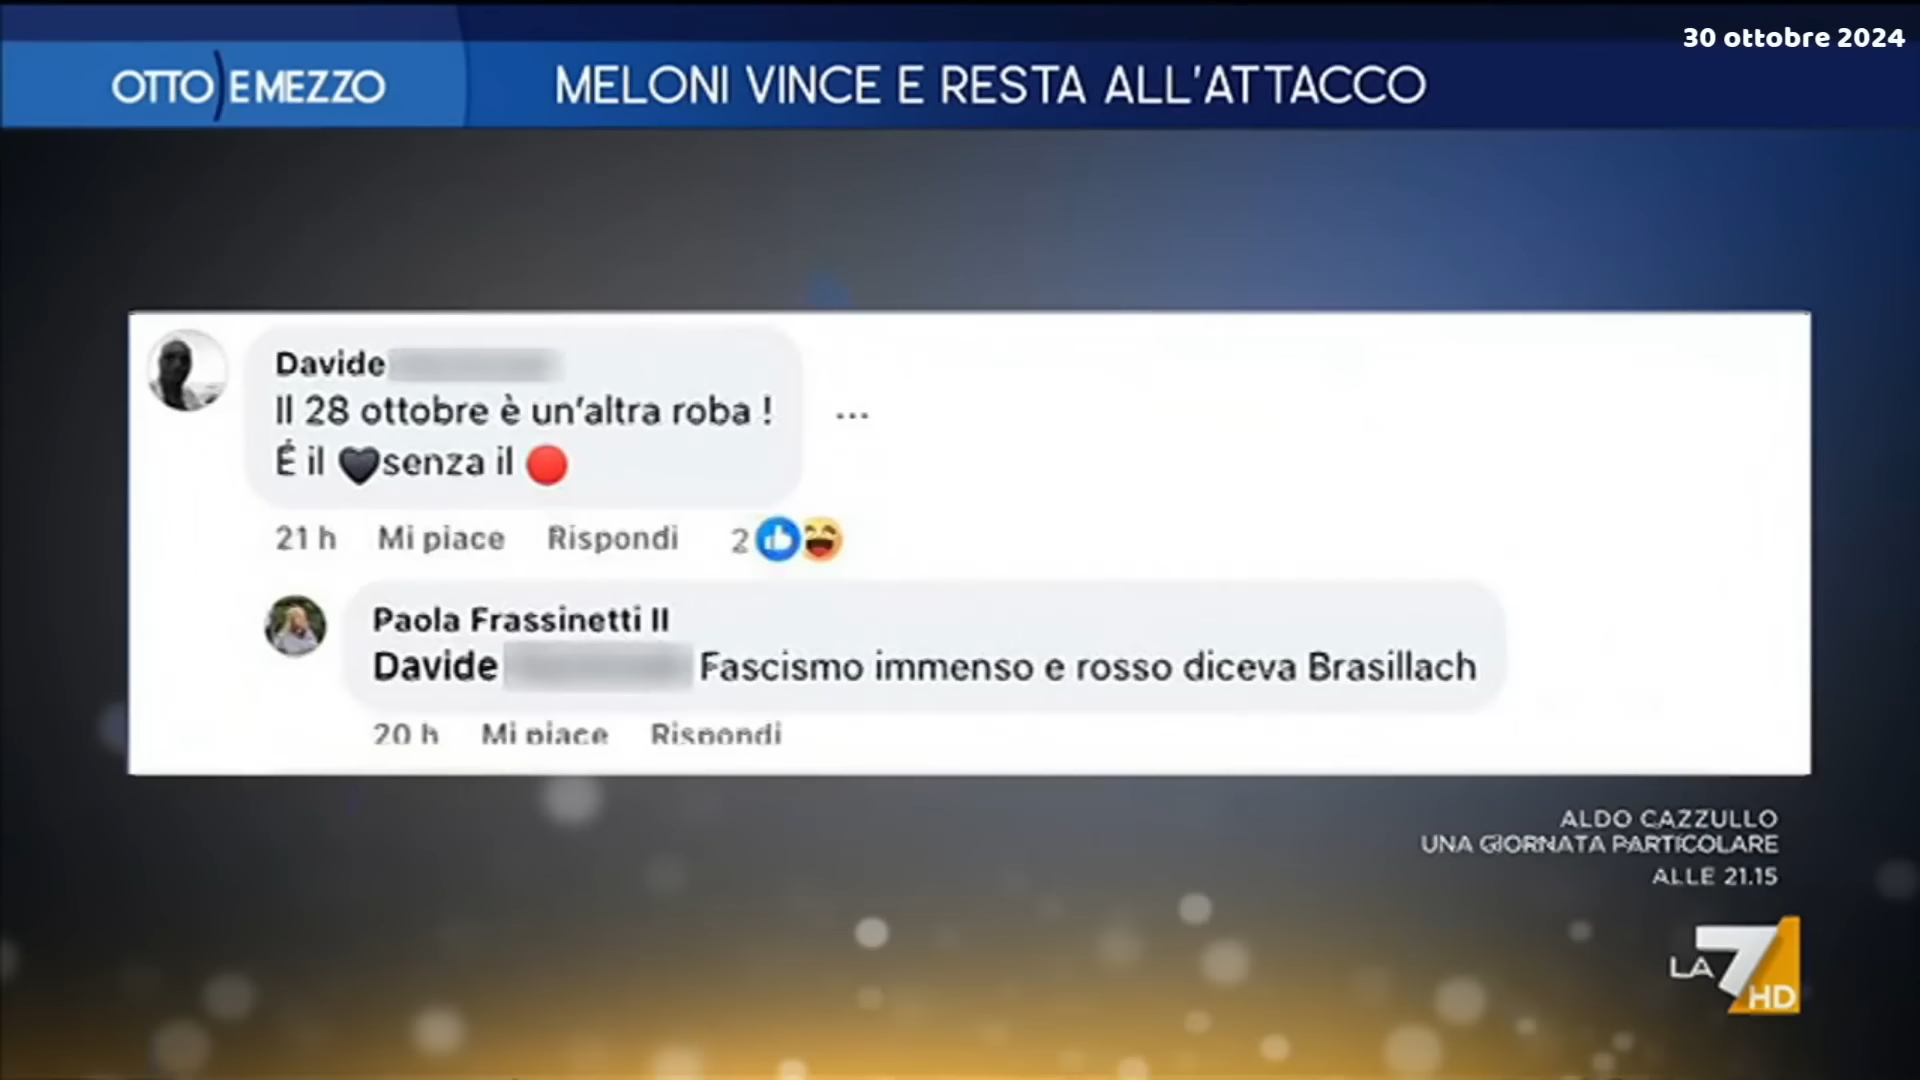 30 ottobre 2024
OTTO E MEZZO
MELONI VINCE E RESTA ALL'ATTACCO
Davide
Il 28 ottobre è un'altra roba !
É il 🖤senza il 🔴
...
21 h Mi piace Rispondi 2
Paola Frassinetti II
Davide Fascismo immenso e rosso diceva Brasillach
20 h Mi piace Rispondi
ALDO CAZZULLO
UNA GIORNATA PARTICOLARE
ALLE 21.15
LA7
HD